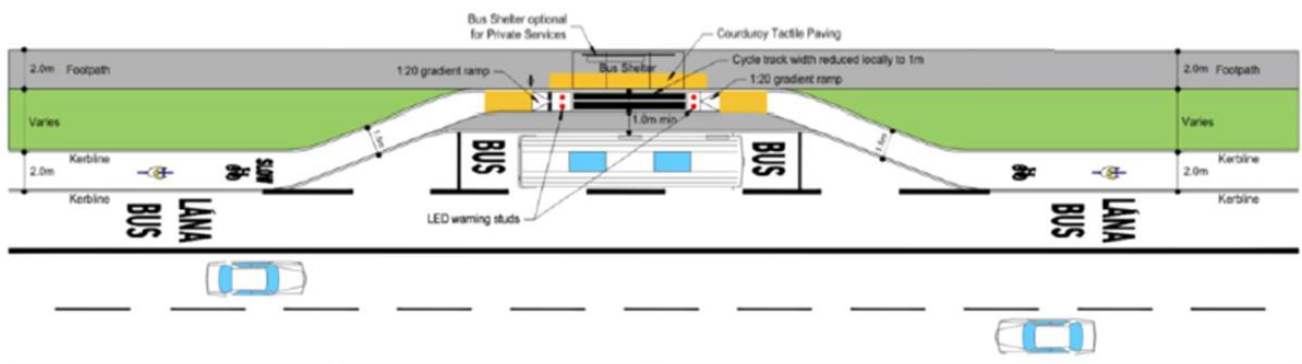 Bus Shelter optional
for Private Services
Courduroy Tactile Paving
2.0m Footpath
1:20 gradient ramp
Bus Shelter
Cycle track width reduced locally to 1m
1:20 gradient ramp
2.0m Footpath
Varies
1.0m min
Varies
Kerbline
BUS
BUS
Kerbline
2.0m
SLOW
2.0m
Kerbline
LED warning studs
Kerbline
LÁNA
BUS
LÁNA
BUS